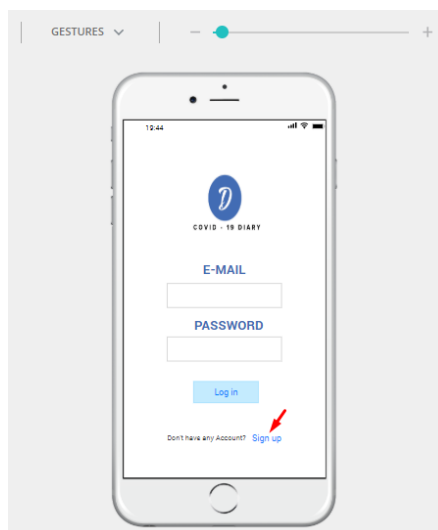 GESTURES
19:44
D
COVID - 19 DIARY
E-MAIL
PASSWORD
Log in
Don't have any Account? Sign up